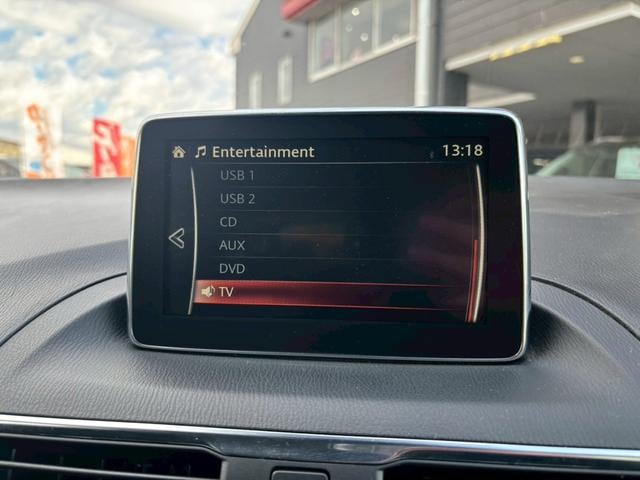 Entertainment 13:18
USB 1
USB 2
CD
AUX
DVD
TV